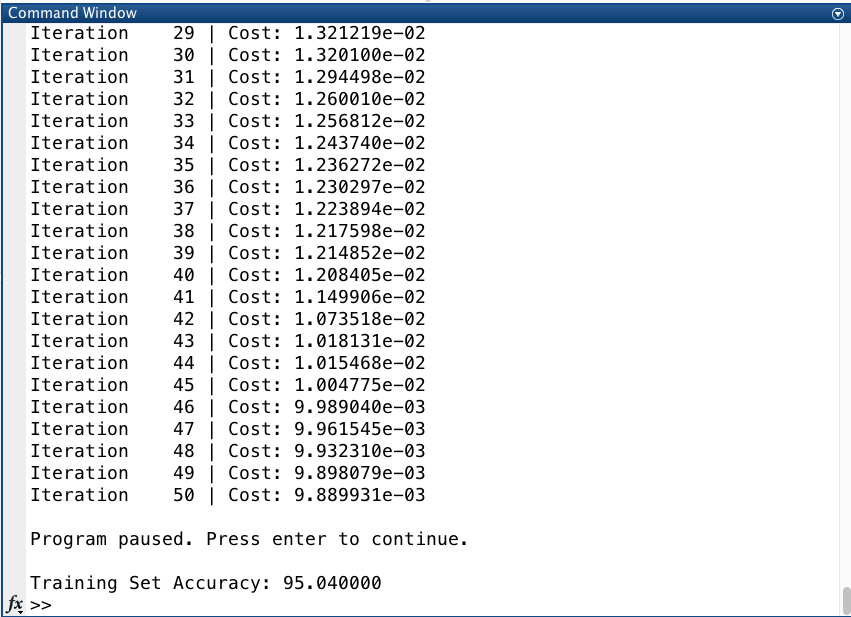 Command Window
Iteration    29 | Cost: 1.321219e-02
Iteration    30 | Cost: 1.320100e-02
Iteration    31 | Cost: 1.294498e-02
Iteration    32 | Cost: 1.260010e-02
Iteration    33 | Cost: 1.256812e-02
Iteration    34 | Cost: 1.243740e-02
Iteration    35 | Cost: 1.236272e-02
Iteration    36 | Cost: 1.230297e-02
Iteration    37 | Cost: 1.223894e-02
Iteration    38 | Cost: 1.217598e-02
Iteration    39 | Cost: 1.214852e-02
Iteration    40 | Cost: 1.208405e-02
Iteration    41 | Cost: 1.149906e-02
Iteration    42 | Cost: 1.073518e-02
Iteration    43 | Cost: 1.018131e-02
Iteration    44 | Cost: 1.015468e-02
Iteration    45 | Cost: 1.004775e-02
Iteration    46 | Cost: 9.989040e-03
Iteration    47 | Cost: 9.961545e-03
Iteration    48 | Cost: 9.932310e-03
Iteration    49 | Cost: 9.898079e-03
Iteration    50 | Cost: 9.889931e-03
Program paused. Press enter to continue.
Training Set Accuracy: 95.040000
fx >>